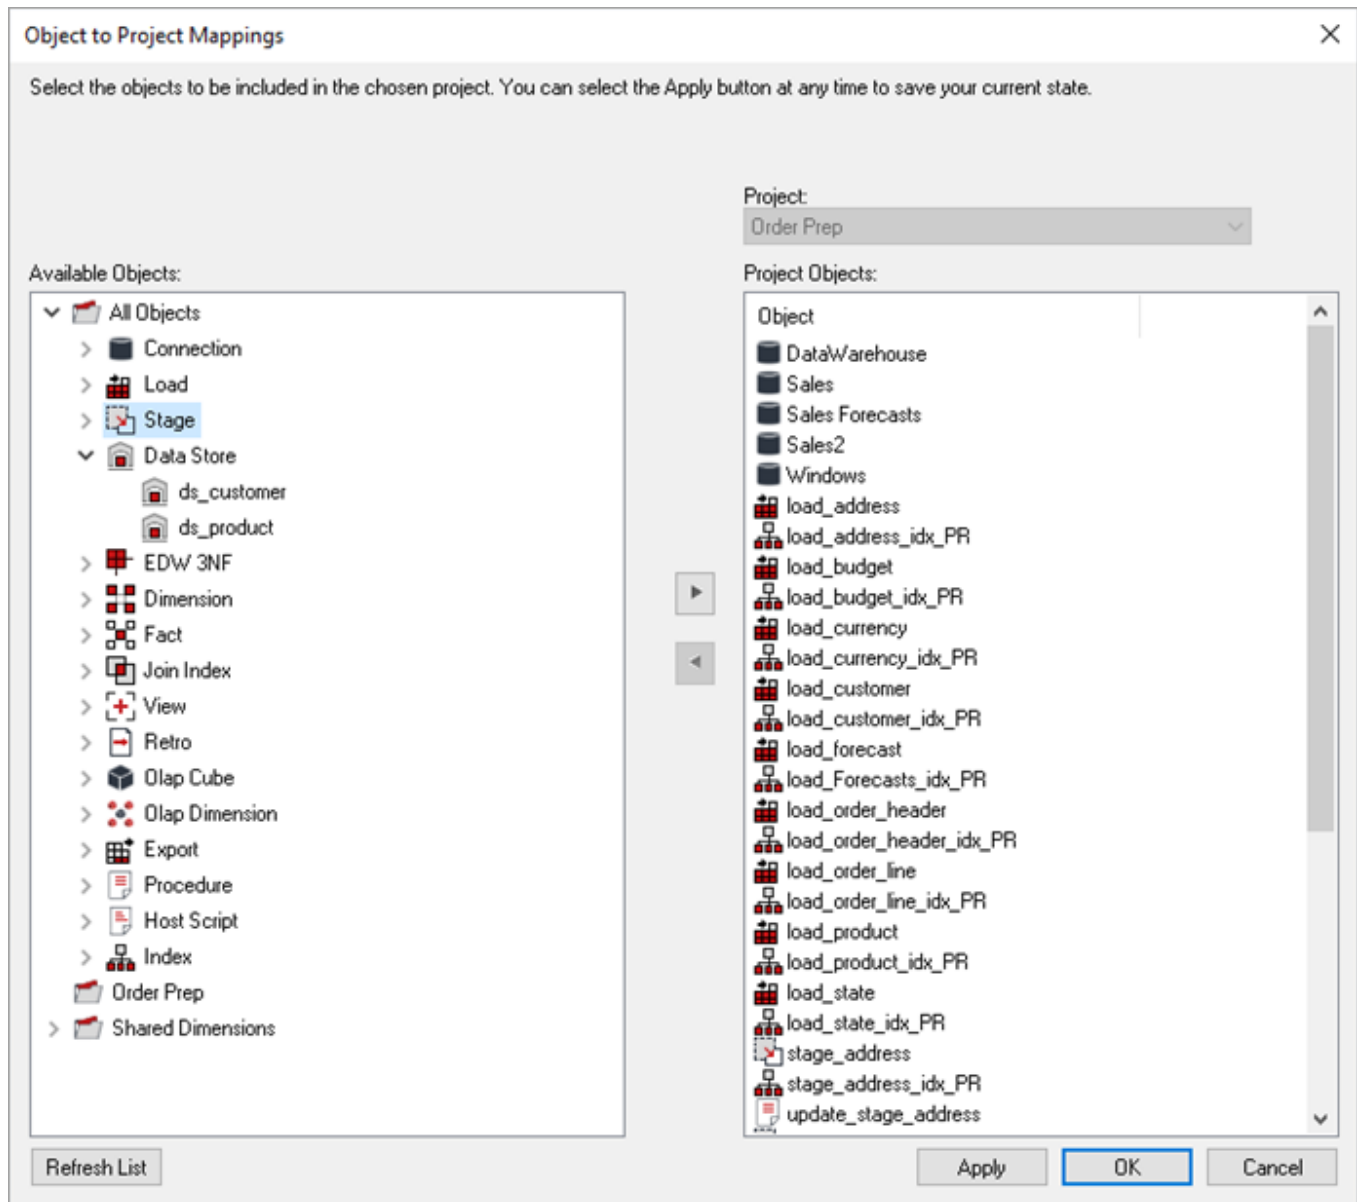 Object to Project Mappings
Select the objects to be included in the chosen project. You can select the Apply button at any time to save your current state.
Project:
Order Prep
Available Objects:
All Objects
Connection
Load
Stage
Data Store
ds_customer
ds_product
EDW 3NF
Dimension
Fact
Join Index
View
Retro
Olap Cube
Olap Dimension
Export
Procedure
Host Script
Index
Order Prep
Shared Dimensions
Refresh List
Project Objects:
Object
DataWarehouse
Sales
Sales Forecasts
Sales2
Windows
load_address
load_address_idx_PR
load_budget
load_budget_idx_PR
load_currency
load_currency_idx_PR
load_customer
load_customer_idx_PR
load_forecast
load_Forecasts_idx_PR
load_order_header
load_order_header_idx_PR
load_order_line
load_order_line_idx_PR
load_product
load_product_idx_PR
load_state
load_state_idx_PR
stage_address
stage_address_idx_PR
update_stage_address
Apply
OK
Cancel